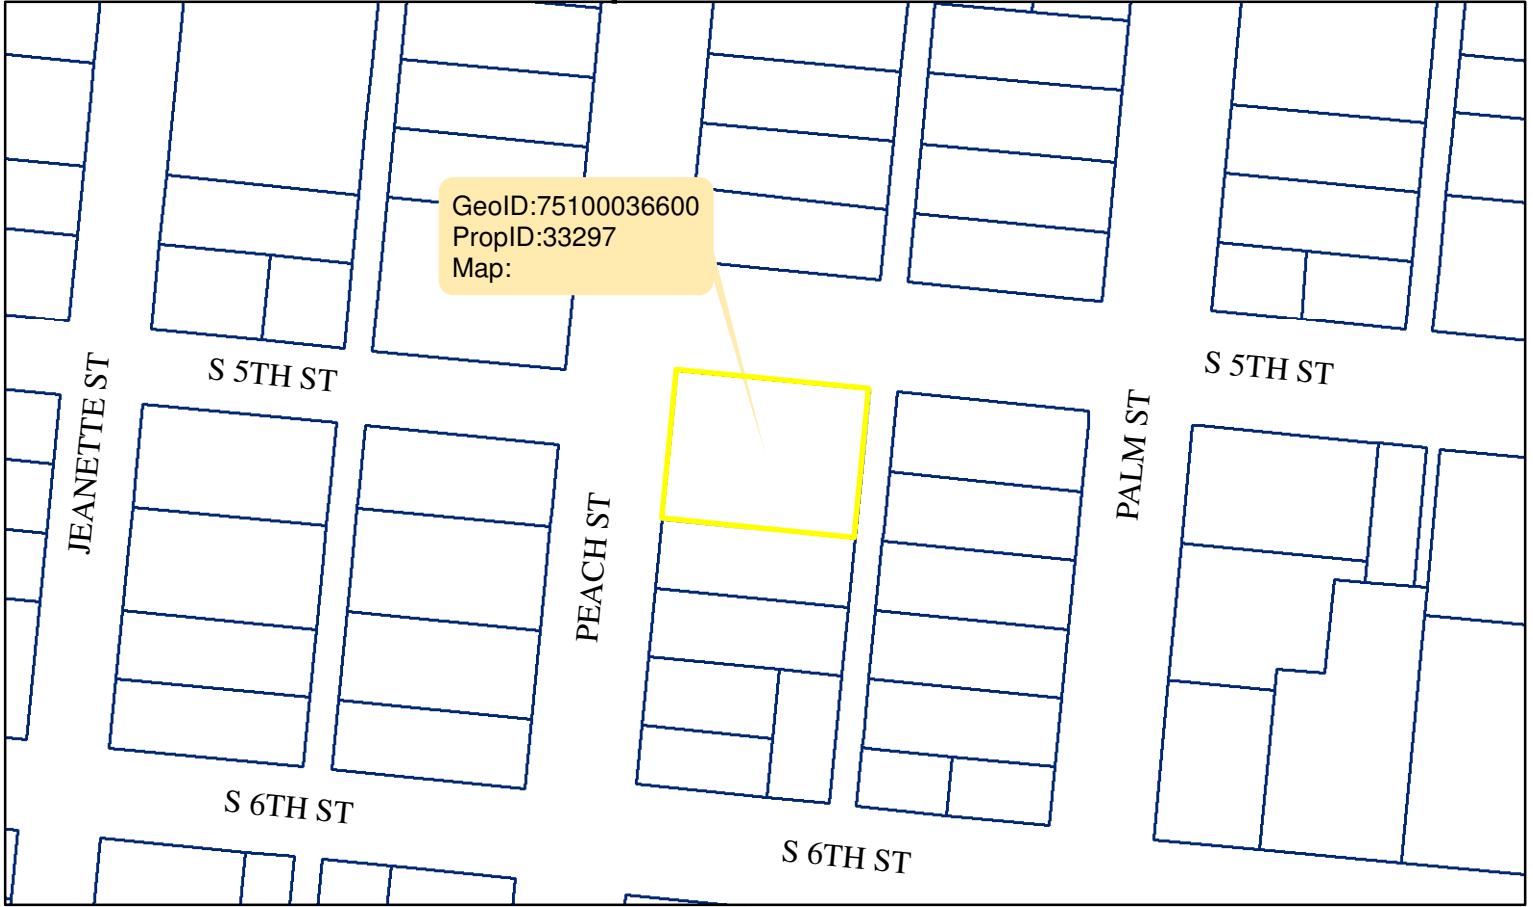 GeoID:75100036600
PropID:33297
Map:
S 5TH ST
S 5TH ST
JEANETTE ST
PALM ST
PEACH ST
S 6TH ST
S 6TH ST